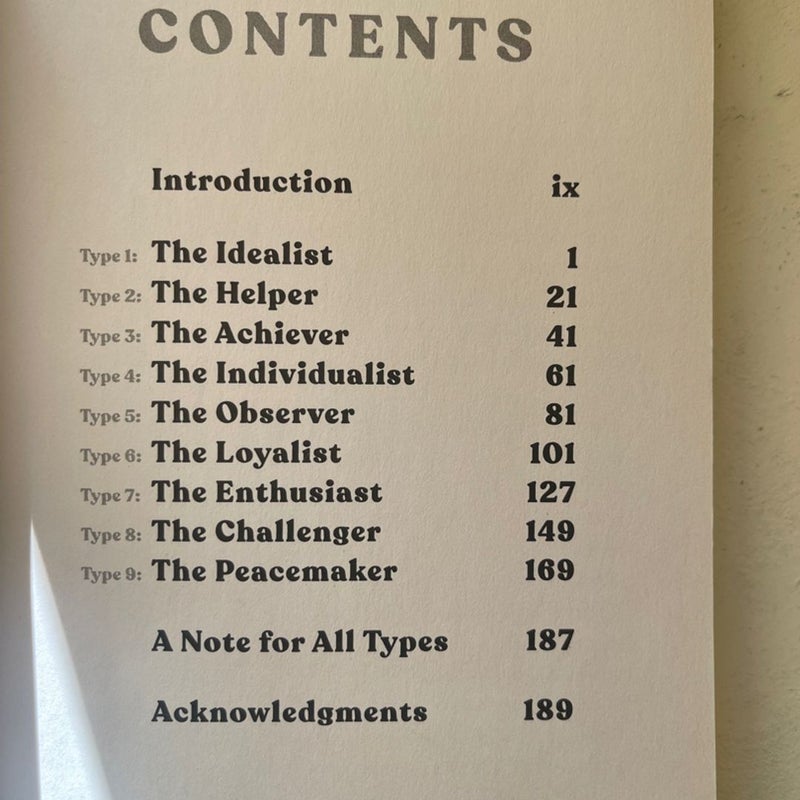 CONTENTS
Introduction ix
Type 1: The Idealist 1
Type 2: The Helper 21
Type 3: The Achiever 41
Type 4: The Individualist 61
Type 5: The Observer 81
Type 6: The Loyalist 101
Type 7: The Enthusiast 127
Type 8: The Challenger 149
Type 9: The Peacemaker 169
A Note for All Types 187
Acknowledgments 189